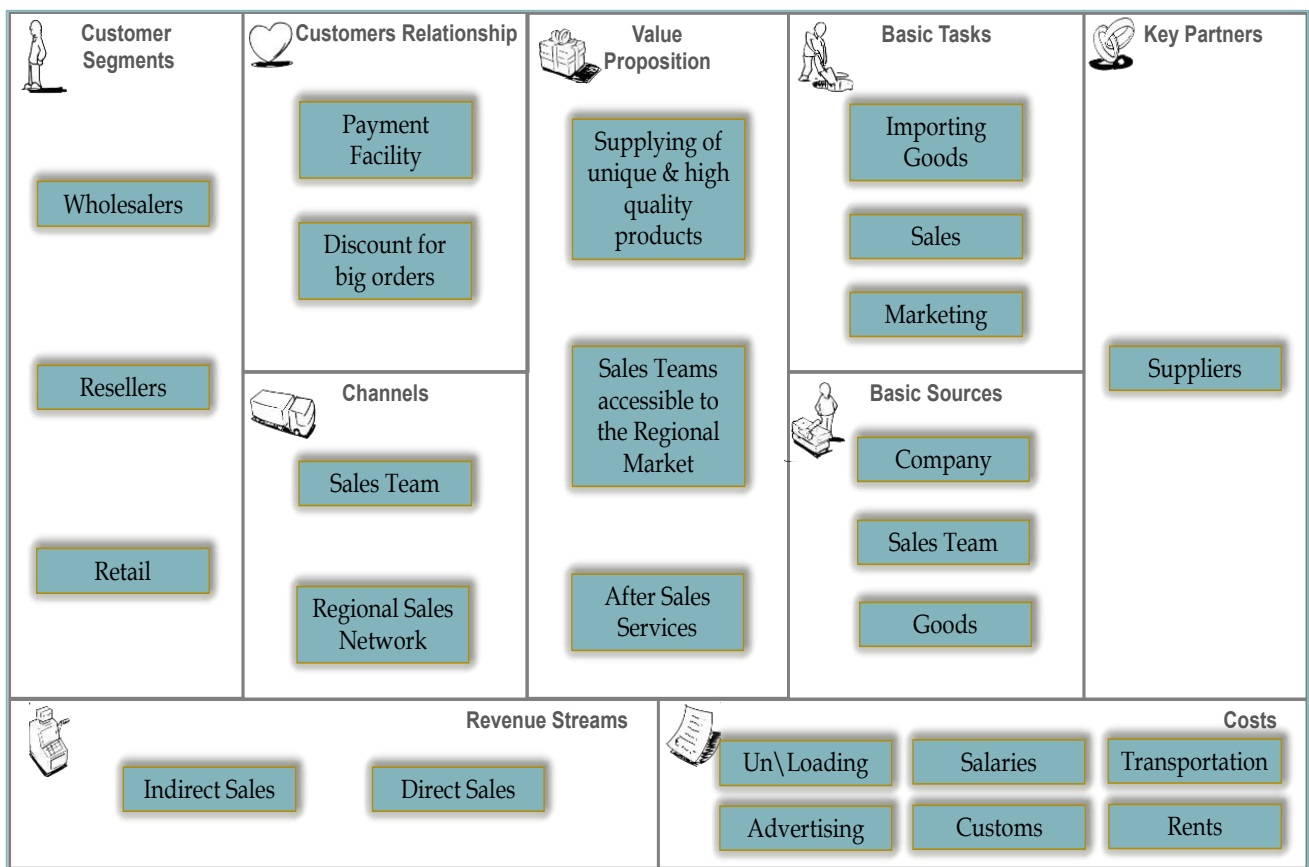 Customer
Segments
Wholesalers
Resellers
Retail
Customers Relationship
Payment
Facility
Discount for
big orders
Channels
Sales Team
Regional Sales
Network
Value
Proposition
Supplying of
unique & high
quality
products
Sales Teams
accessible to
the Regional
Market
After Sales
Services
Basic Tasks
Importing
Goods
Sales
Marketing
Basic Sources
Company
Sales Team
Goods
Key Partners
Suppliers
Revenue Streams
Indirect Sales
Direct Sales
Costs
Un\Loading
Salaries
Transportation
Advertising
Customs
Rents